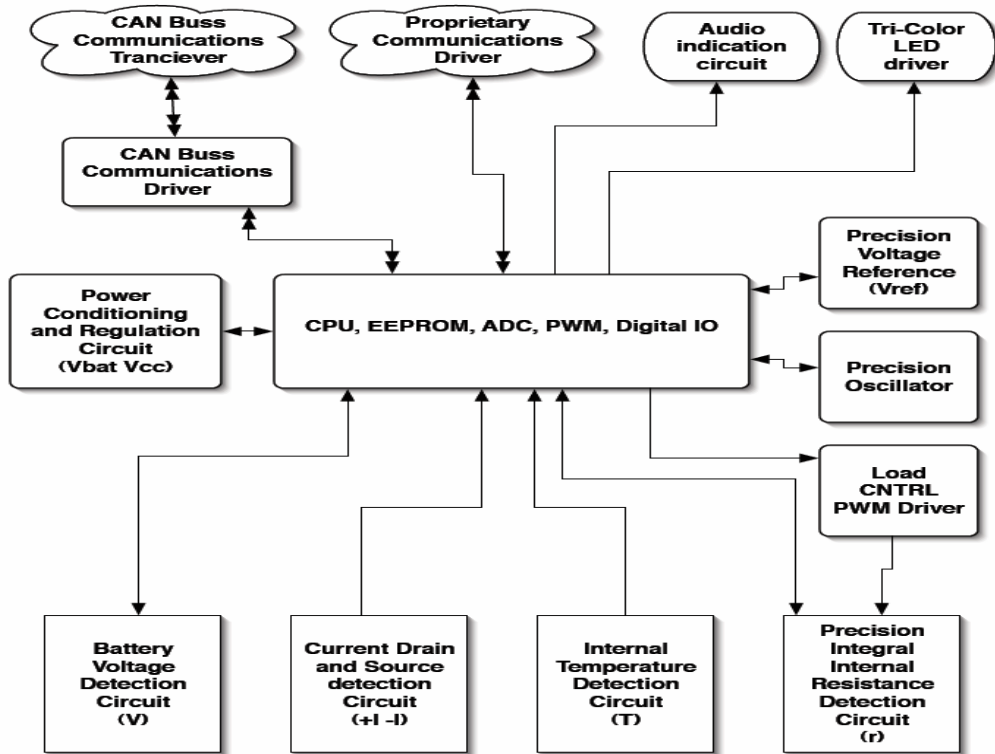 CAN Buss
Communications
Tranciever
Proprietary
Communications
Driver
Audio
indication
circuit
Tri-Color
LED
driver
CAN Buss
Communications
Driver
Precision
Voltage
Reference
(Vref)
Power
Conditioning
and Regulation
Circuit
(Vbat Vcc)
CPU, EEPROM, ADC, PWM, Digital IO
Precision
Oscillator
Load
CNTRL
PWM Driver
Battery
Voltage
Detection
Circuit
(V)
Current Drain
and Source
detection
Circuit
(+I -I)
Internal
Temperature
Detection
Circuit
(T)
Precision
Integral
Internal
Resistance
Detection
Circuit
(r)